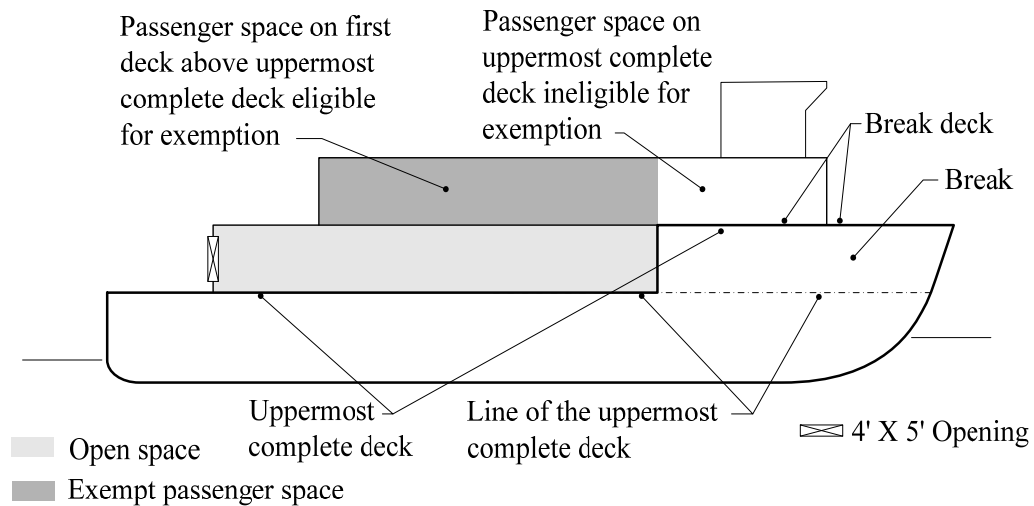 Passenger space on first
deck above uppermost
complete deck eligible
for exemption
Passenger space on
uppermost complete
deck ineligible for
exemption
Break deck
Break
Uppermost
complete deck
Line of the uppermost
complete deck
4' X 5' Opening
Open space
Exempt passenger space